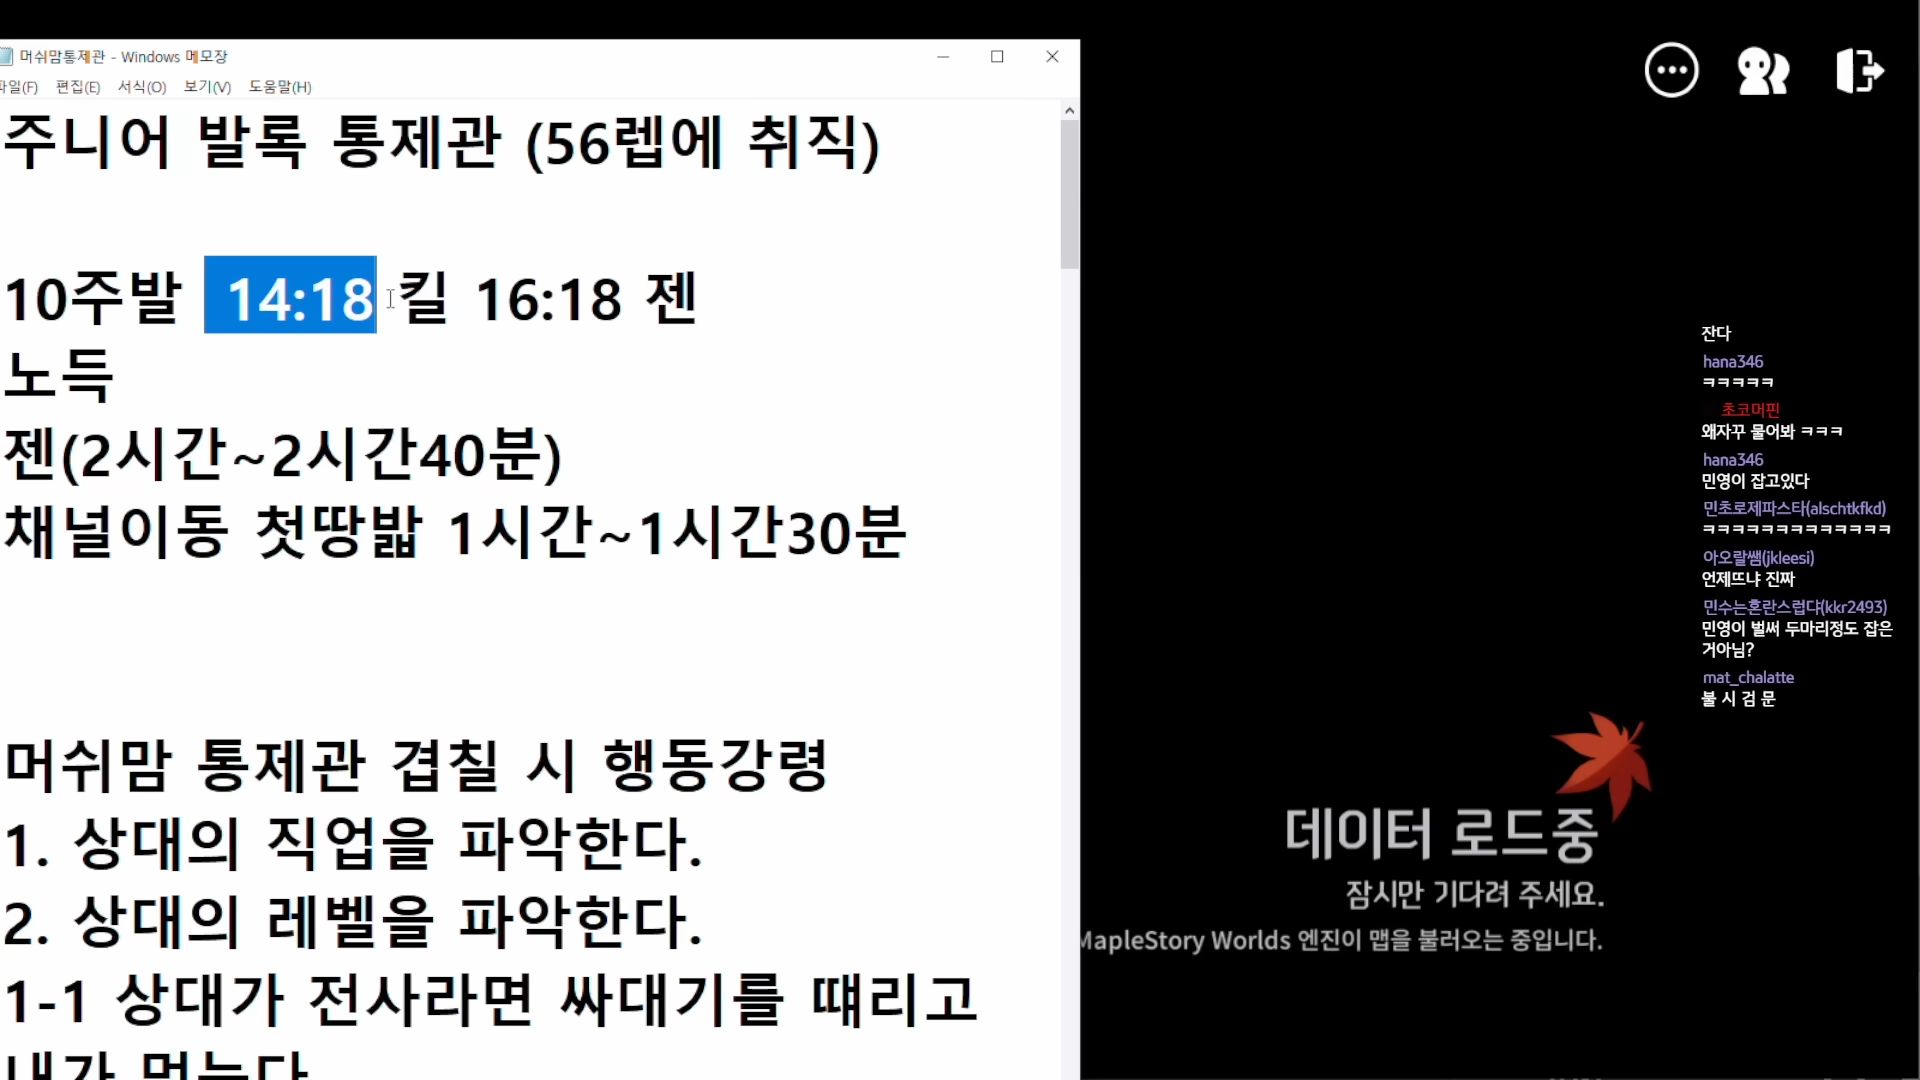 머쉬맘통제관 - Windows 메모장
파일(F) 편집(E) 서식(O) 보기(V) 도움말(H)
주니어 발록 통제관 (56렙에 취직)
10주발 14:18 킬 16:18 젠
노득
젠(2시간~2시간40분)
채널이동 첫땅밟 1시간~1시간30분
머쉬맘 통제관 겹칠 시 행동강령
1. 상대의 직업을 파악한다.
2. 상대의 레벨을 파악한다.
1-1 상대가 전사라면 싸대기를 떄리고
내가 먹는다
잔다
hana346
ㅋㅋㅋㅋㅋ
초코머핀
왜자꾸 물어봐 ㅋㅋㅋ
hana346
민영이 잡고있다
민초로제파스타(alschtkfkd)
ㅋㅋㅋㅋㅋㅋㅋㅋㅋㅋㅋㅋㅋ
아오랄쌤(jkleesi)
언제뜨냐 진짜
민수는혼란스럽댜(kkr2493)
민영이 벌써 두마리정도 잡은
거아님?
mat_chalatte
불 시 검 문
데이터 로드중
잠시만 기다려 주세요.
MapleStory Worlds 엔진이 맵을 불러오는 중입니다.